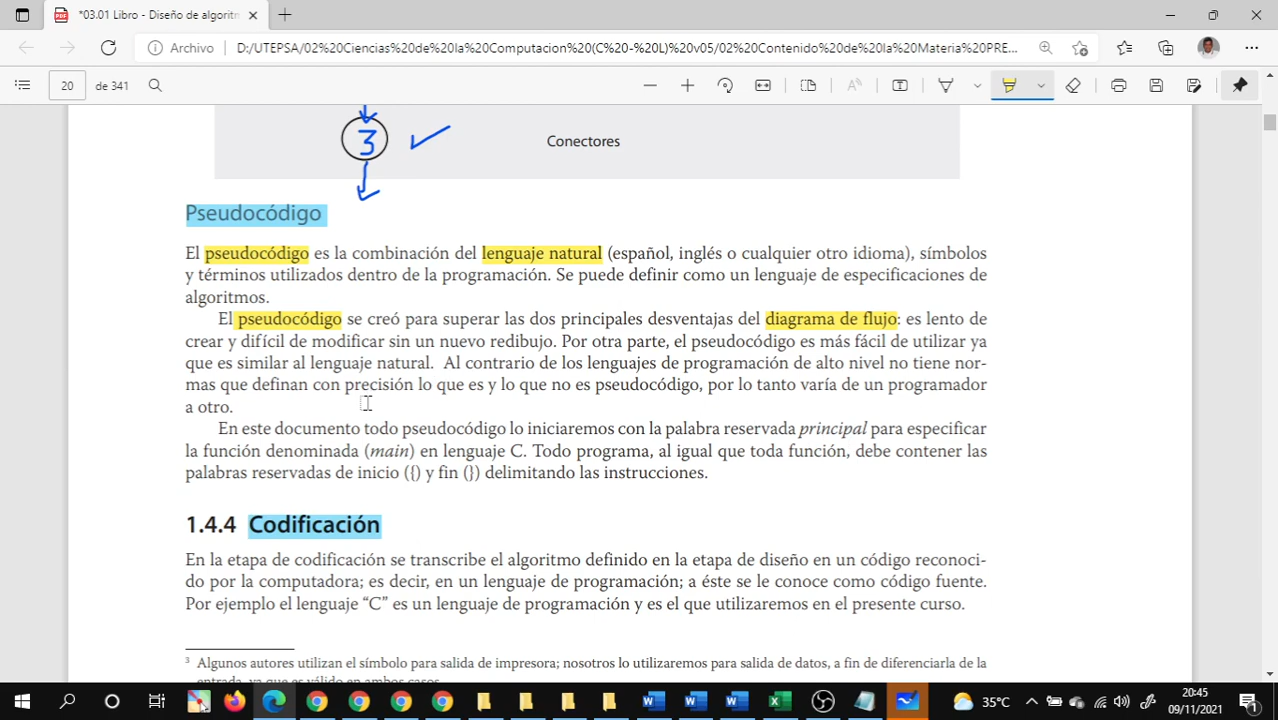 *03.01 Libro - Diseño de algoritn
Archivo
D:/UTEPSA/02%20Ciencias%20de%20la%20Computacion%20(C%20-%20L)%20v05/02%20Contenido%20de%20la%20Materia%20PRE...
20 de 341
3
Conectores
Pseudocódigo
El pseudocódigo es la combinación del lenguaje natural (español, inglés o cualquier otro idioma), símbolos
y términos utilizados dentro de la programación. Se puede definir como un lenguaje de especificaciones de
algoritmos.
El pseudocódigo se creó para superar las dos principales desventajas del diagrama de flujo: es lento de
crear y difícil de modificar sin un nuevo redibujo. Por otra parte, el pseudocódigo es más fácil de utilizar ya
que es similar al lenguaje natural. Al contrario de los lenguajes de programación de alto nivel no tiene nor-
mas que definan con precisión lo que es y lo que no es pseudocódigo, por lo tanto varía de un programador
a otro.
En este documento todo pseudocódigo lo iniciaremos con la palabra reservada principal para especificar
la función denominada (main) en lenguaje C. Todo programa, al igual que toda función, debe contener las
palabras reservadas de inicio ({) y fin (}) delimitando las instrucciones.
1.4.4 Codificación
En la etapa de codificación se transcribe el algoritmo definido en la etapa de diseño en un código reconoci-
do por la computadora; es decir, en un lenguaje de programación; a éste se le conoce como código fuente.
Por ejemplo el lenguaje “C” es un lenguaje de programación y es el que utilizaremos en el presente curso.
3 Algunos autores utilizan el símbolo para salida de impresora; nosotros lo utilizaremos para salida de datos, a fin de diferenciarla de la
entrada, ya que es válido en ambos casos.
35°C
20:45
09/11/2021